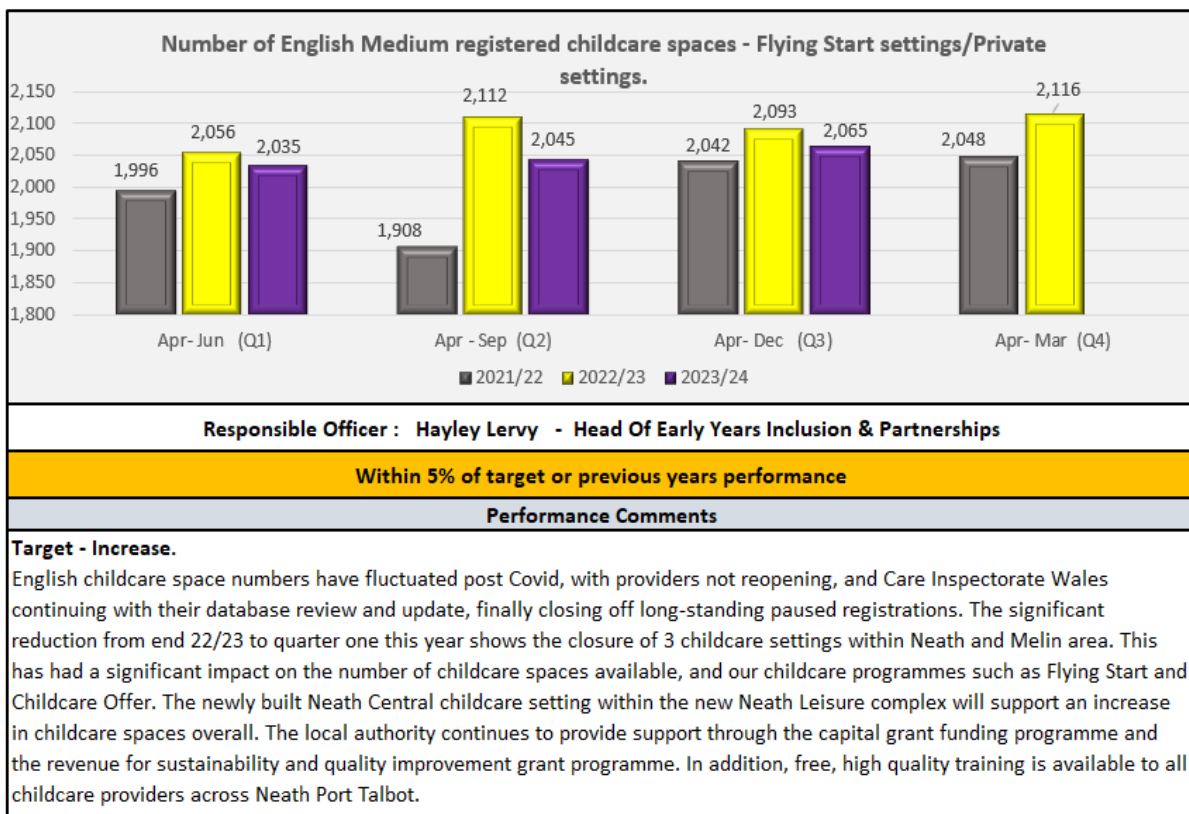 Number of English Medium registered childcare spaces - Flying Start settings/Private
settings.
2,150
2,100
2,050
2,000
1,950
1,900
1,850
1,800
1,996
2,056
2,035
1,908
2,112
2,045
2,042
2,093
2,065
2,048
2,116
Apr- Jun (Q1)
Apr - Sep (Q2)
Apr- Dec (Q3)
Apr- Mar (Q4)
2021/22
2022/23
2023/24
Responsible Officer : Hayley Lervy - Head Of Early Years Inclusion & Partnerships
Within 5% of target or previous years performance
Performance Comments
Target - Increase.
English childcare space numbers have fluctuated post Covid, with providers not reopening, and Care Inspectorate Wales
continuing with their database review and update, finally closing off long-standing paused registrations. The significant
reduction from end 22/23 to quarter one this year shows the closure of 3 childcare settings within Neath and Melin area. This
has had a significant impact on the number of childcare spaces available, and our childcare programmes such as Flying Start and
Childcare Offer. The newly built Neath Central childcare setting within the new Neath Leisure complex will support an increase
in childcare spaces overall. The local authority continues to provide support through the capital grant funding programme and
the revenue for sustainability and quality improvement grant programme. In addition, free, high quality training is available to all
childcare providers across Neath Port Talbot.